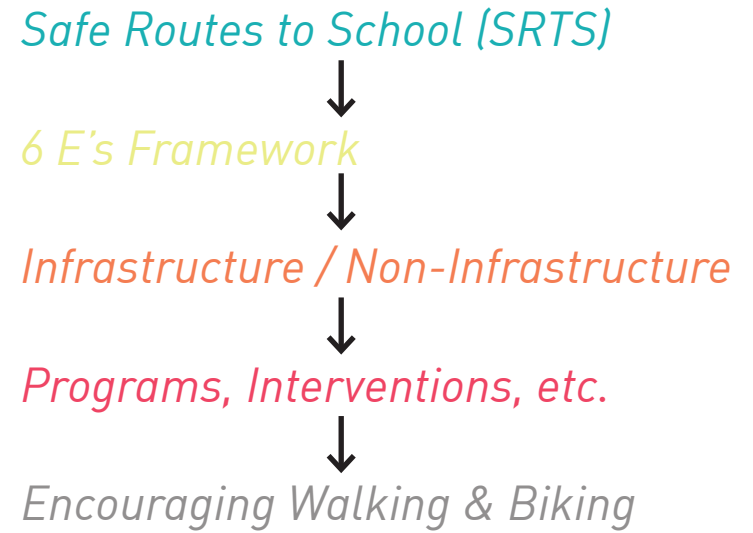 Safe Routes to School (SRTS)
6 E's Framework
Infrastructure / Non-Infrastructure
Programs, Interventions, etc.
Encouraging Walking & Biking